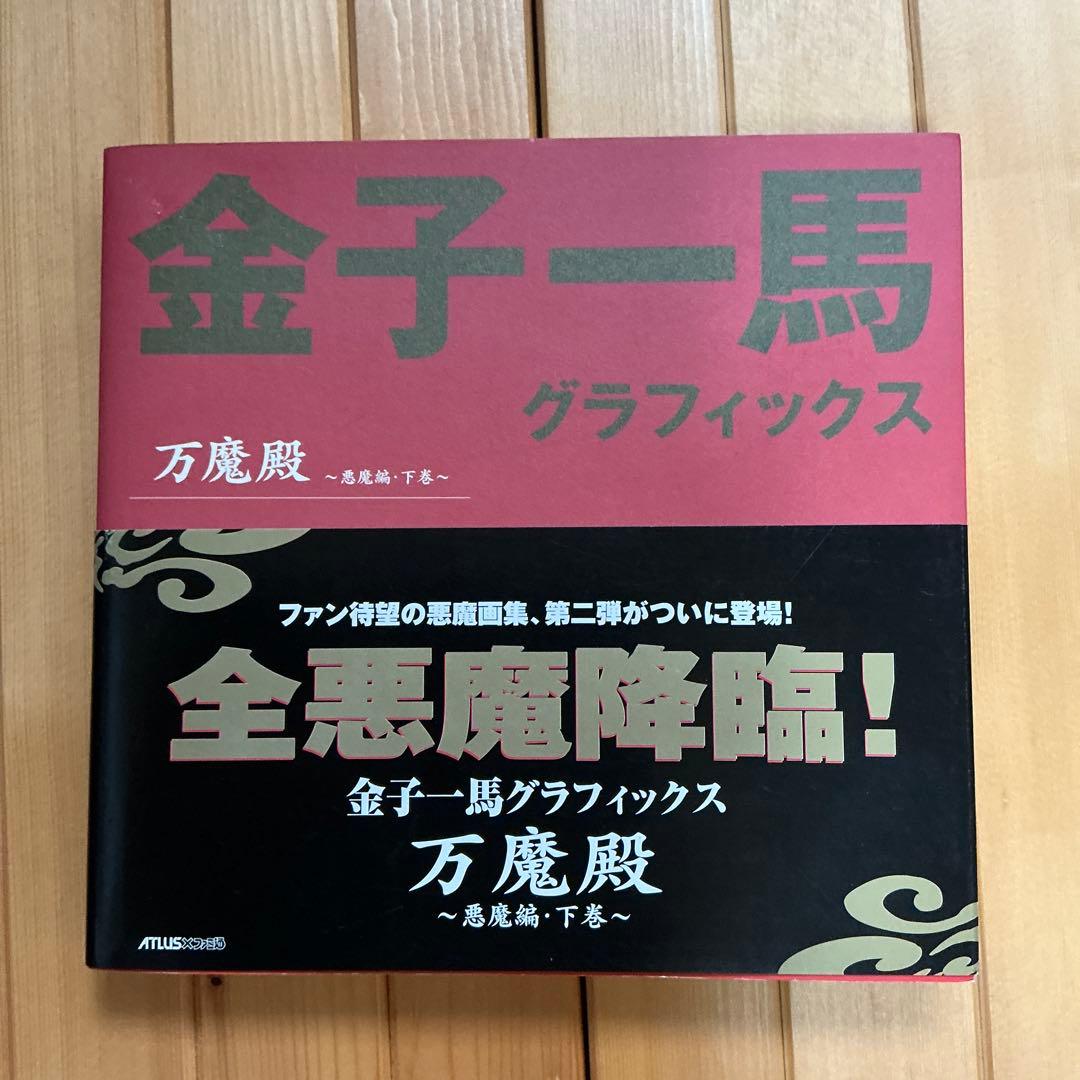 金子一馬
グラフィックス
万魔殿 ～悪魔編・下巻～
ファン待望の悪魔画集、第二弾がついに登場!
全悪魔降臨!
金子一馬グラフィックス
万魔殿
～悪魔編・下巻～
ATLUS×ファミ通